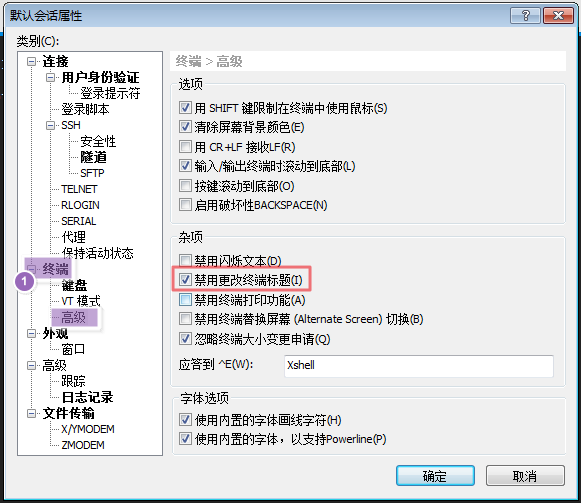 默认会话属性
类别(C):
连接
用户身份验证
登录提示符
登录脚本
SSH
安全性
隧道
SFTP
TELNET
RLOGIN
SERIAL
代理
保持活动状态
终端
1
键盘
VT 模式
高级
外观
窗口
高级
跟踪
日志记录
文件传输
X/YMODEM
ZMODEM
终端 > 高级
选项
用 SHIFT 键限制在终端中使用鼠标(S)
清除屏幕背景颜色(E)
用 CR+LF 接收LF(R)
输入/输出终端时滚动到底部(L)
按键滚动到底部(O)
启用破坏性BACKSPACE(N)
杂项
禁用闪烁文本(D)
禁用更改终端标题(I)
禁用终端打印功能(A)
禁用终端替换屏幕 (Alternate Screen) 切换(B)
忽略终端大小变更申请(Q)
应答到 ^E(W):
Xshell
字体选项
使用内置的字体画线字符(H)
使用内置的字体，以支持Powerline(P)
确定
取消